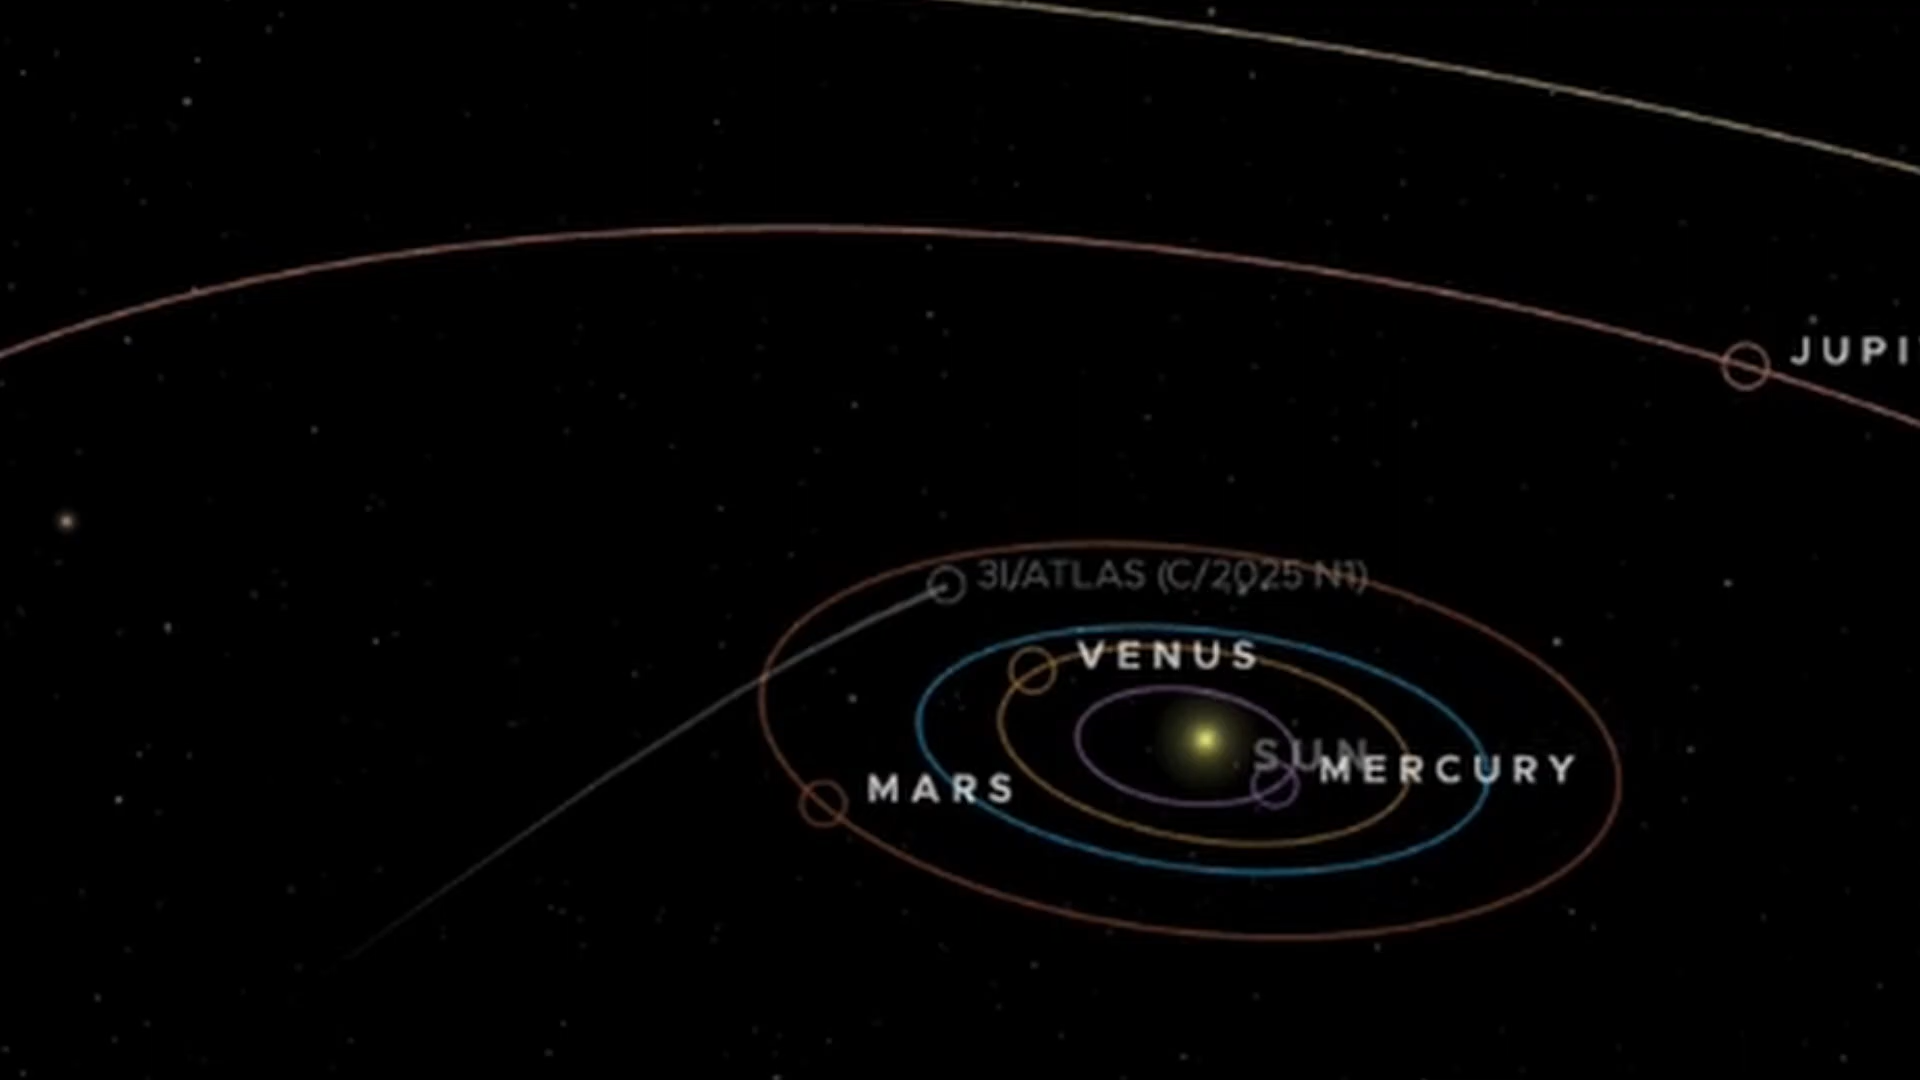 JUPI
3I/ATLAS (C/2025 N1)
VENUS
SUN
MERCURY
MARS